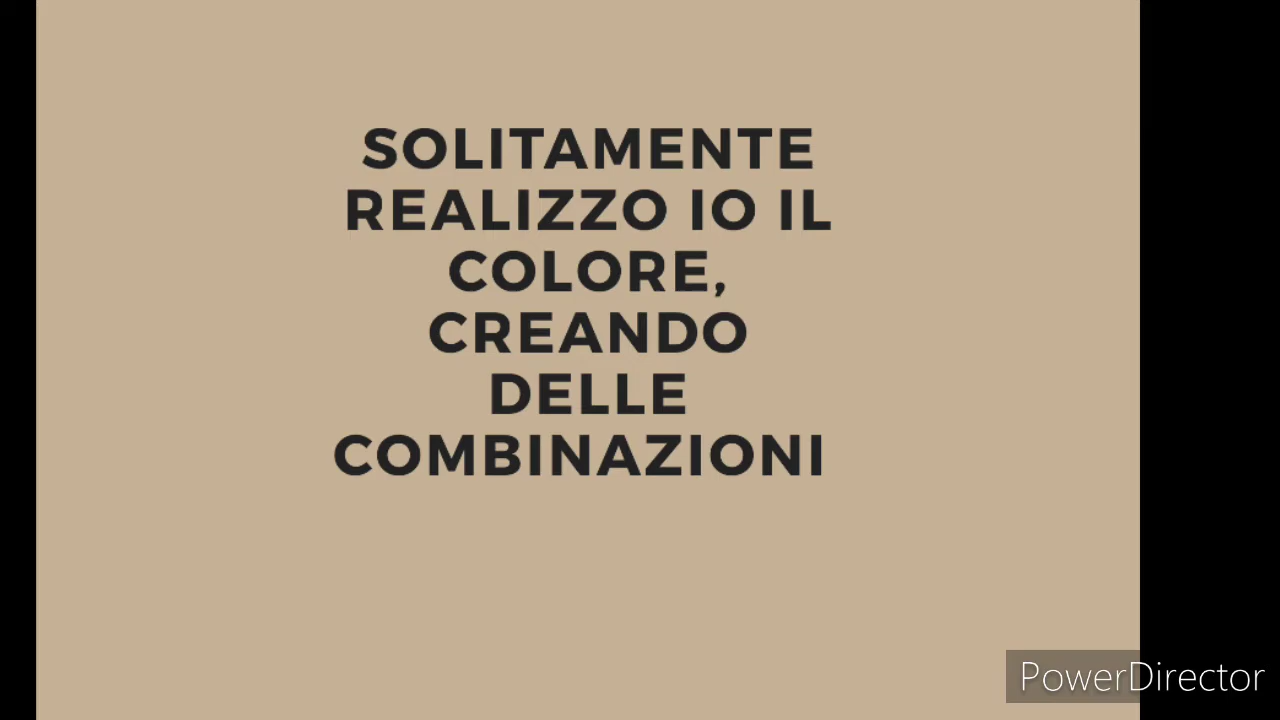 SOLITAMENTE
REALIZZO IO IL
COLORE,
CREANDO
DELLE
COMBINAZIONI
PowerDirector